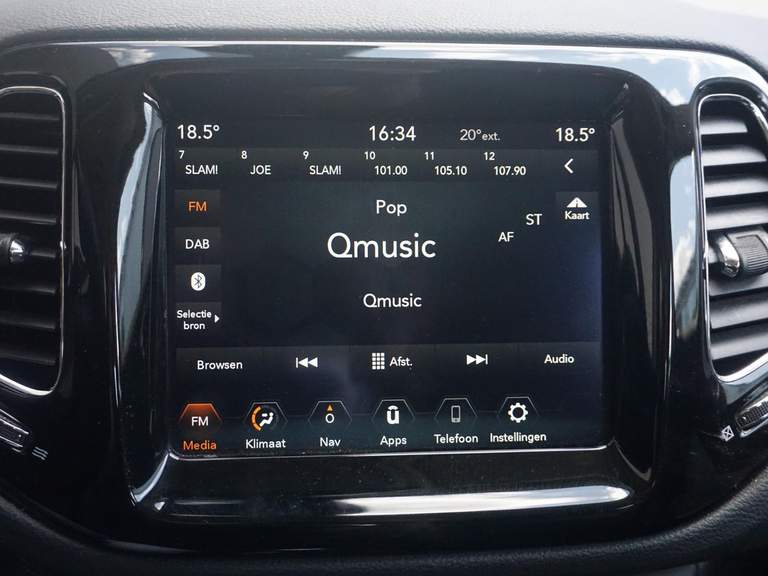 18.5° 16:34 20°ext. 18.5°
7 8 9 10 11 12
SLAM! JOE SLAM! 101.00 105.10 107.90
FM Pop Kaart
ST
DAB Qmusic AF
Qmusic
Selectie
bron
Browsen Afst. Audio
FM
Media Klimaat Nav Apps Telefoon Instellingen